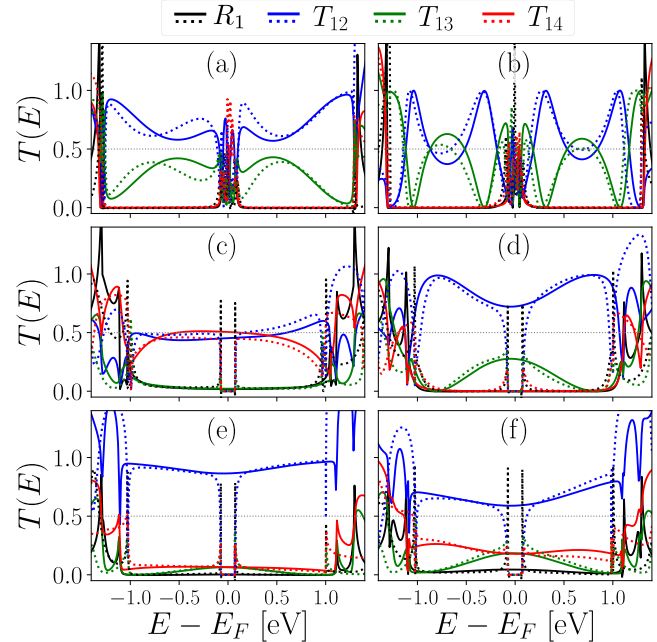 R_1 T_12 T_13 T_14
(a) (b)
T(E) 1.0 0.5 0.0
(c) (d)
T(E) 1.0 0.5 0.0
(e) (f)
T(E) 1.0 0.5 0.0
−1.0 −0.5 0.0 0.5 1.0 −1.0 −0.5 0.0 0.5 1.0
E − E_F [eV] E − E_F [eV]